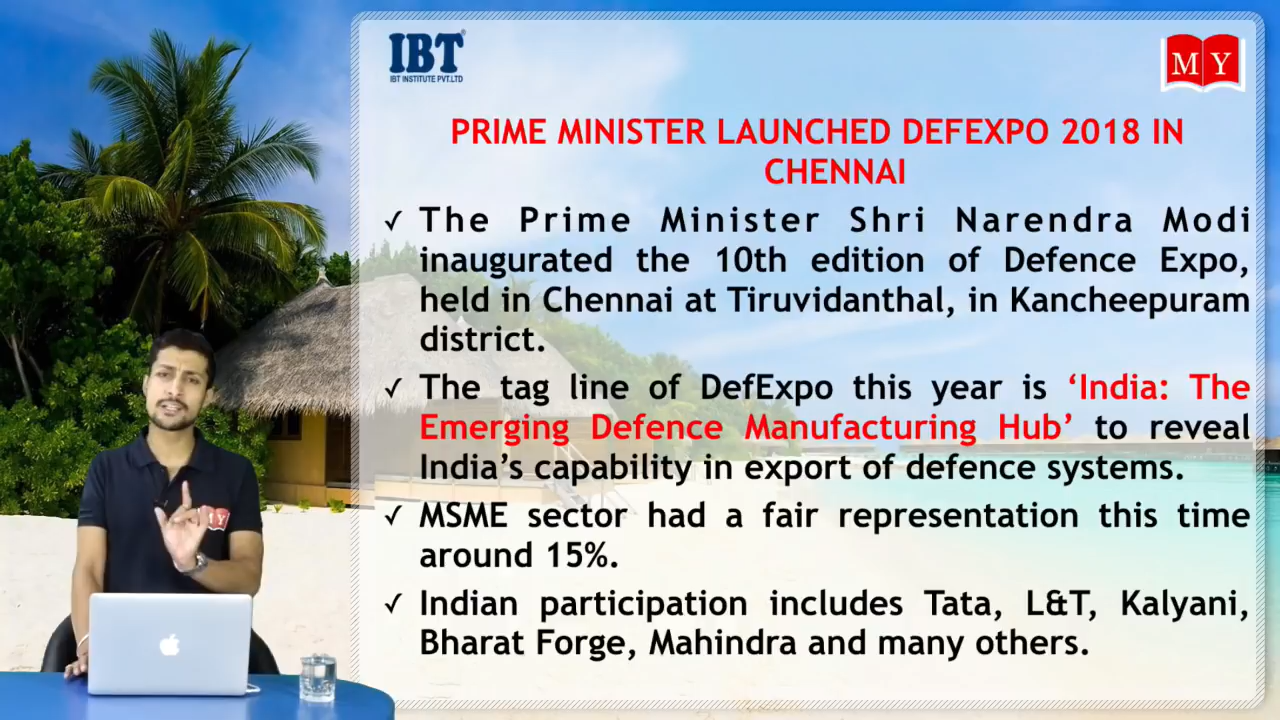 IBT
IBT INSTITUTE PVT.LTD
M Y
PRIME MINISTER LAUNCHED DEFEXPO 2018 IN
CHENNAI
✓ The Prime Minister Shri Narendra Modi
inaugurated the 10th edition of Defence Expo,
held in Chennai at Tiruvidanthal, in Kancheepuram
district.
✓ The tag line of DefExpo this year is ‘India: The
Emerging Defence Manufacturing Hub’ to reveal
India’s capability in export of defence systems.
✓ MSME sector had a fair representation this time
around 15%.
✓ Indian participation includes Tata, L&T, Kalyani,
Bharat Forge, Mahindra and many others.
M Y